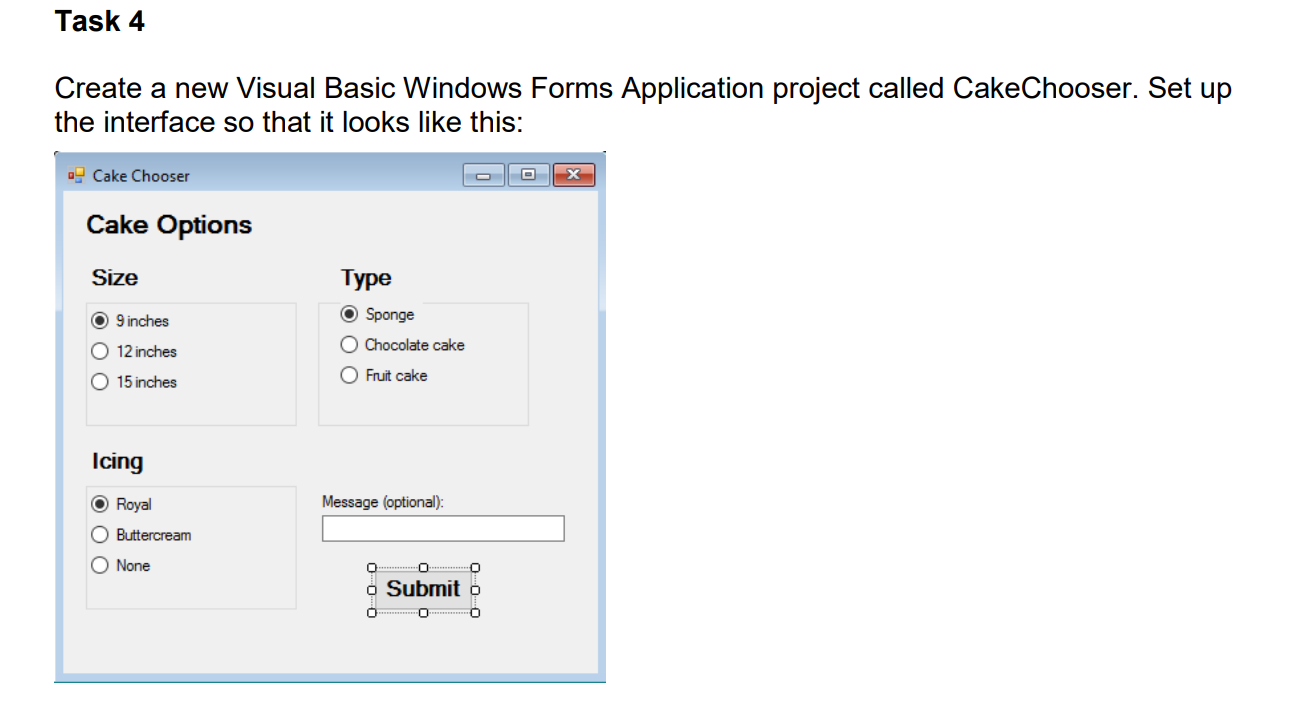 Task 4
Create a new Visual Basic Windows Forms Application project called CakeChooser. Set up
the interface so that it looks like this:
Cake Chooser
Cake Options
Size
Type
9 inches
Sponge
12 inches
Chocolate cake
15 inches
Fruit cake
Icing
Royal
Message (optional):
Buttercream
None
Submit